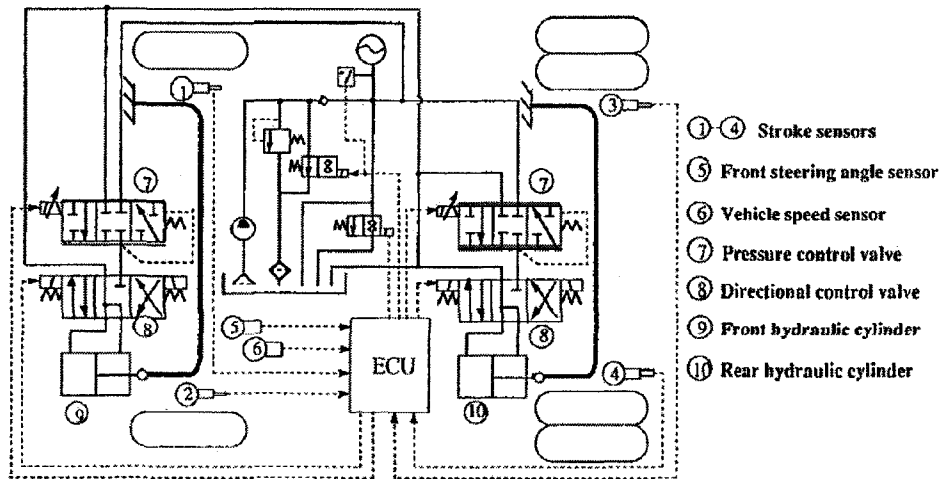 ①-④ Stroke sensors
⑤ Front steering angle sensor
⑥ Vehicle speed sensor
⑦ Pressure control valve
⑧ Directional control valve
⑨ Front hydraulic cylinder
⑩ Rear hydraulic cylinder
①
③
⑦
⑦
8
8
⑧
⑧
⑤
⑥
ECU
②
④
⑨
⑩